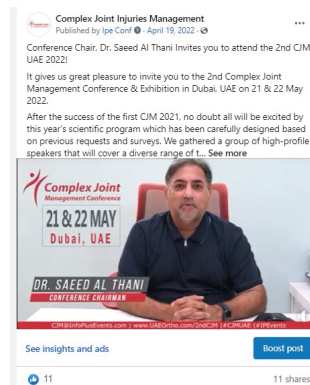 Complex Joint Injuries Management
Published by Ipe Conf · April 19, 2022 ·
Conference Chair, Dr. Saeed Al Thani Invites you to attend the 2nd CJM
UAE 2022!
It gives us great pleasure to invite you to the 2nd Complex Joint
Management Conference & Exhibition in Dubai, UAE on 21 & 22 May
2022.
After the success of the first CJM 2021, no doubt all will be excited by
this year's scientific program which has been carefully designed based
on previous requests and surveys. We gathered a group of high-profile
speakers that will cover a diverse range of t... See more
Complex Joint
Management Conference
21 & 22 MAY
Dubai, UAE
DR. SAEED AL THANI
CONFERENCE CHAIRMAN
CJM@InfoPlusEvents.com | www.UAEOrtho.com/2ndCJM | #CJMUAE | #IPEvents
See insights and ads
Boost post
11
11 shares